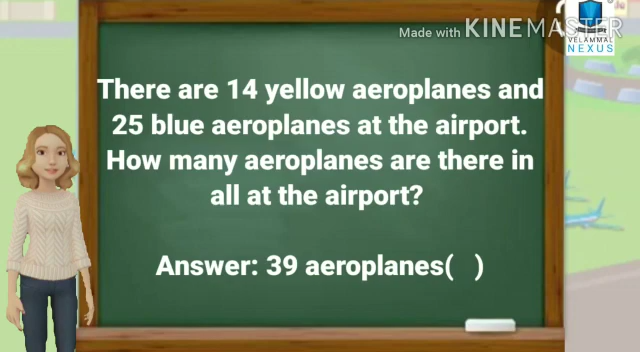 Made with KINEMASTER
VELAMMAL
NEXUS
There are 14 yellow aeroplanes and
25 blue aeroplanes at the airport.
How many aeroplanes are there in
all at the airport?
Answer: 39 aeroplanes(   )